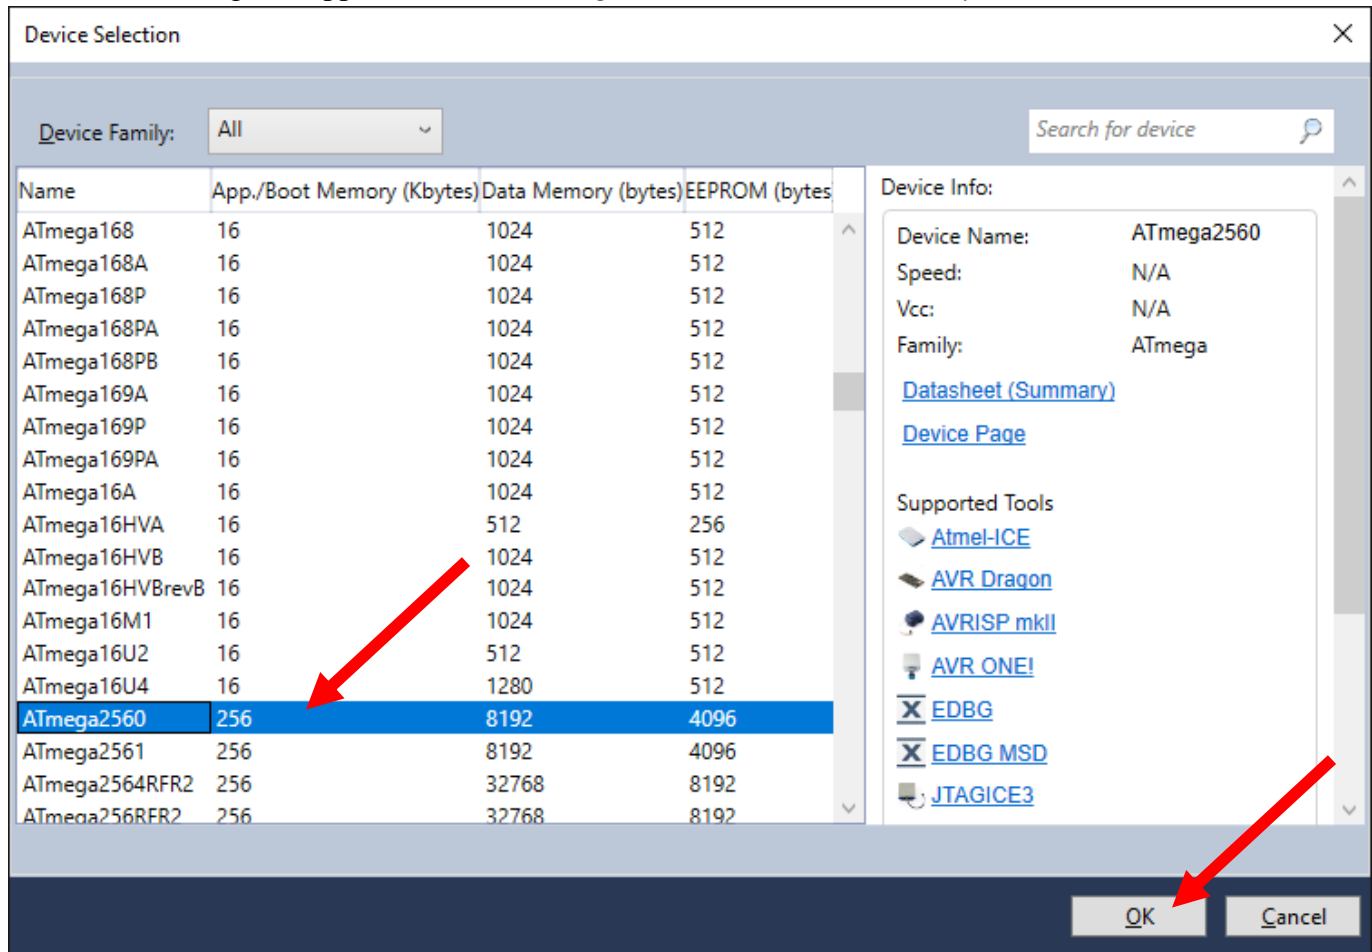 Device Selection
Device Family: All Search for device
Name App./Boot Memory (Kbytes) Data Memory (bytes) EEPROM (bytes
ATmega168 16 1024 512
ATmega168A 16 1024 512
ATmega168P 16 1024 512
ATmega168PA 16 1024 512
ATmega168PB 16 1024 512
ATmega169A 16 1024 512
ATmega169P 16 1024 512
ATmega169PA 16 1024 512
ATmega16A 16 1024 512
ATmega16HVA 16 512 256
ATmega16HVB 16 1024 512
ATmega16HVBrevB 16 1024 512
ATmega16M1 16 1024 512
ATmega16U2 16 512 512
ATmega16U4 16 1280 512
ATmega2560 256 8192 4096
ATmega2561 256 8192 4096
ATmega2564RFR2 256 32768 8192
ATmega256RFR2 256 32768 8192
Device Info:
Device Name: ATmega2560
Speed: N/A
Vcc: N/A
Family: ATmega
Datasheet (Summary)
Device Page
Supported Tools
Atmel-ICE
AVR Dragon
AVRISP mkII
AVR ONE!
EDBG
EDBG MSD
JTAGICE3
OK Cancel